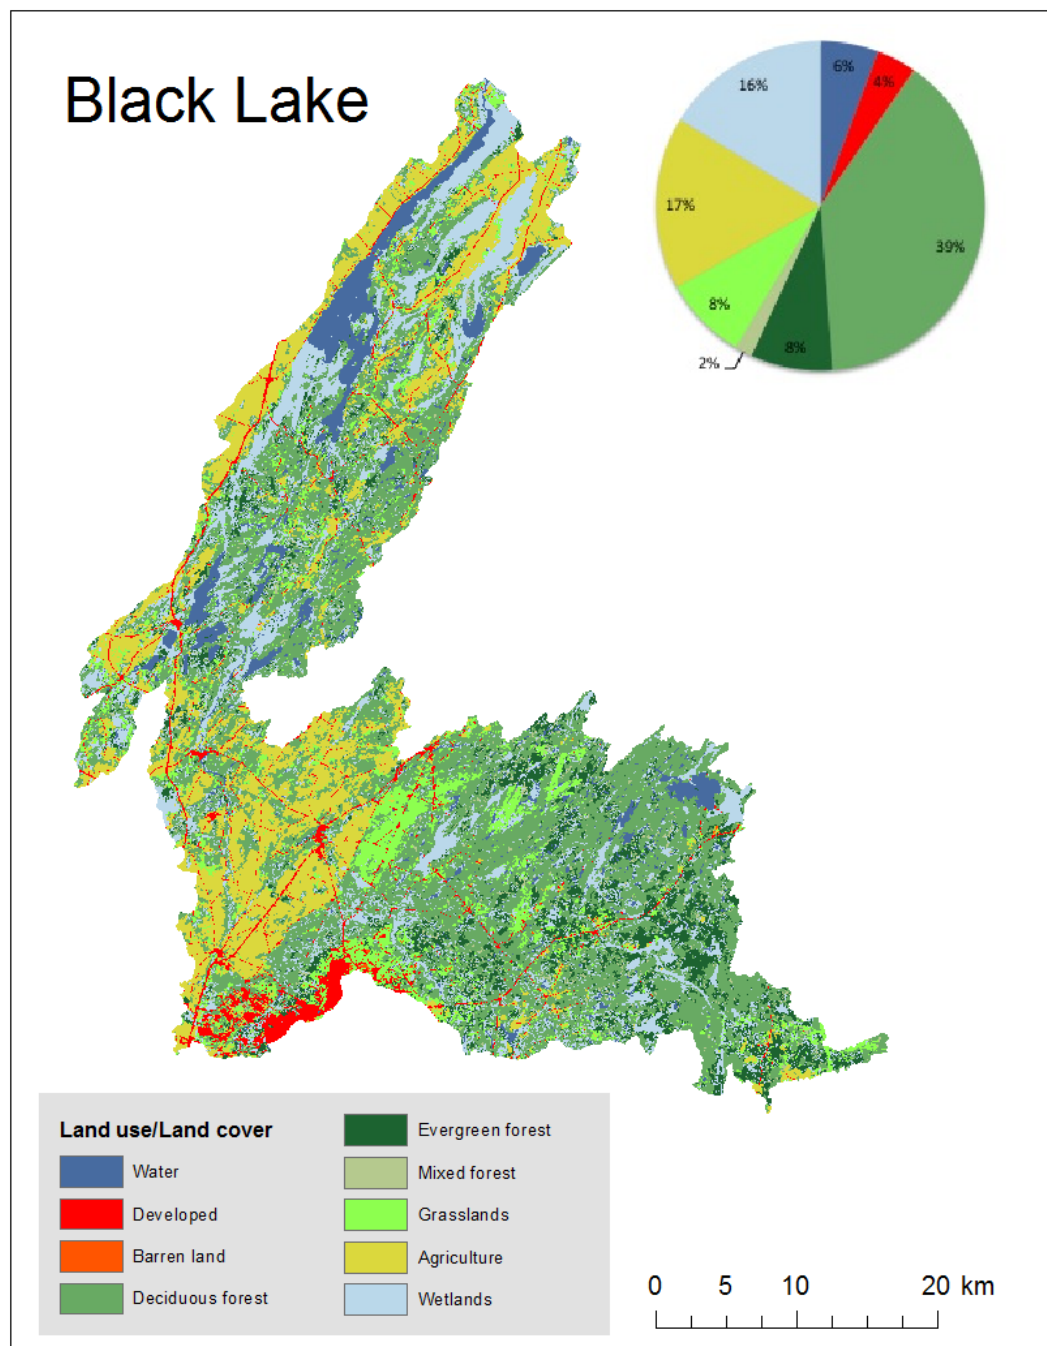 Black Lake
6%
4%
16%
17%
39%
8%
8%
2%
Land use/Land cover
Water
Developed
Barren land
Deciduous forest
Evergreen forest
Mixed forest
Grasslands
Agriculture
Wetlands
0 5 10 20 km